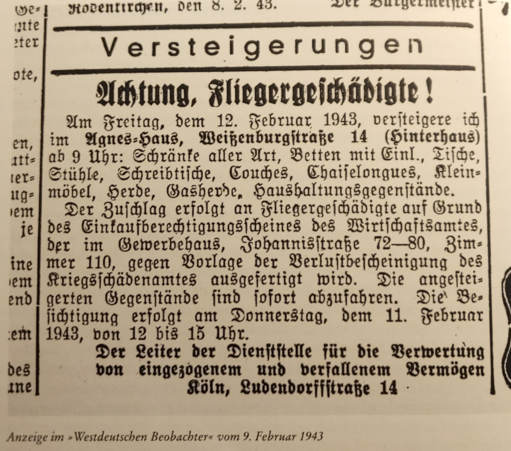 Rodenkirchen, den 8. 2. 43. Der Bürgermeister
Versteigerungen
Achtung, Fliegergeschädigte!
Am Freitag, dem 12. Februar 1943, versteigere ich
im Agnes-Haus, Weißenburgstraße 14 (Hinterhaus)
ab 9 Uhr: Schränke aller Art, Betten mit Einl., Tische,
Stühle, Schreibtische, Couches, Chaiselongues, Klein-
möbel, Herde, Gasherde, Haushaltungsgegenstände.
Der Zuschlag erfolgt an Fliegergeschädigte auf Grund
des Einkaufberechtigungsscheines des Wirtschaftsamtes,
der im Gewerbehaus, Johannisstraße 72—80, Zim-
mer 110, gegen Vorlage der Verlustbescheinigung des
Kriegsschädenamtes ausgefertigt wird. Die angestei-
gerten Gegenstände sind sofort abzufahren. Die Be-
sichtigung erfolgt am Donnerstag, dem 11. Februar
1943, von 12 bis 15 Uhr.
Der Leiter der Dienststelle für die Verwertung
von eingezogenem und verfallenem Vermögen
Köln, Ludendorffstraße 14
Anzeige im »Westdeutschen Beobachter« vom 9. Februar 1943